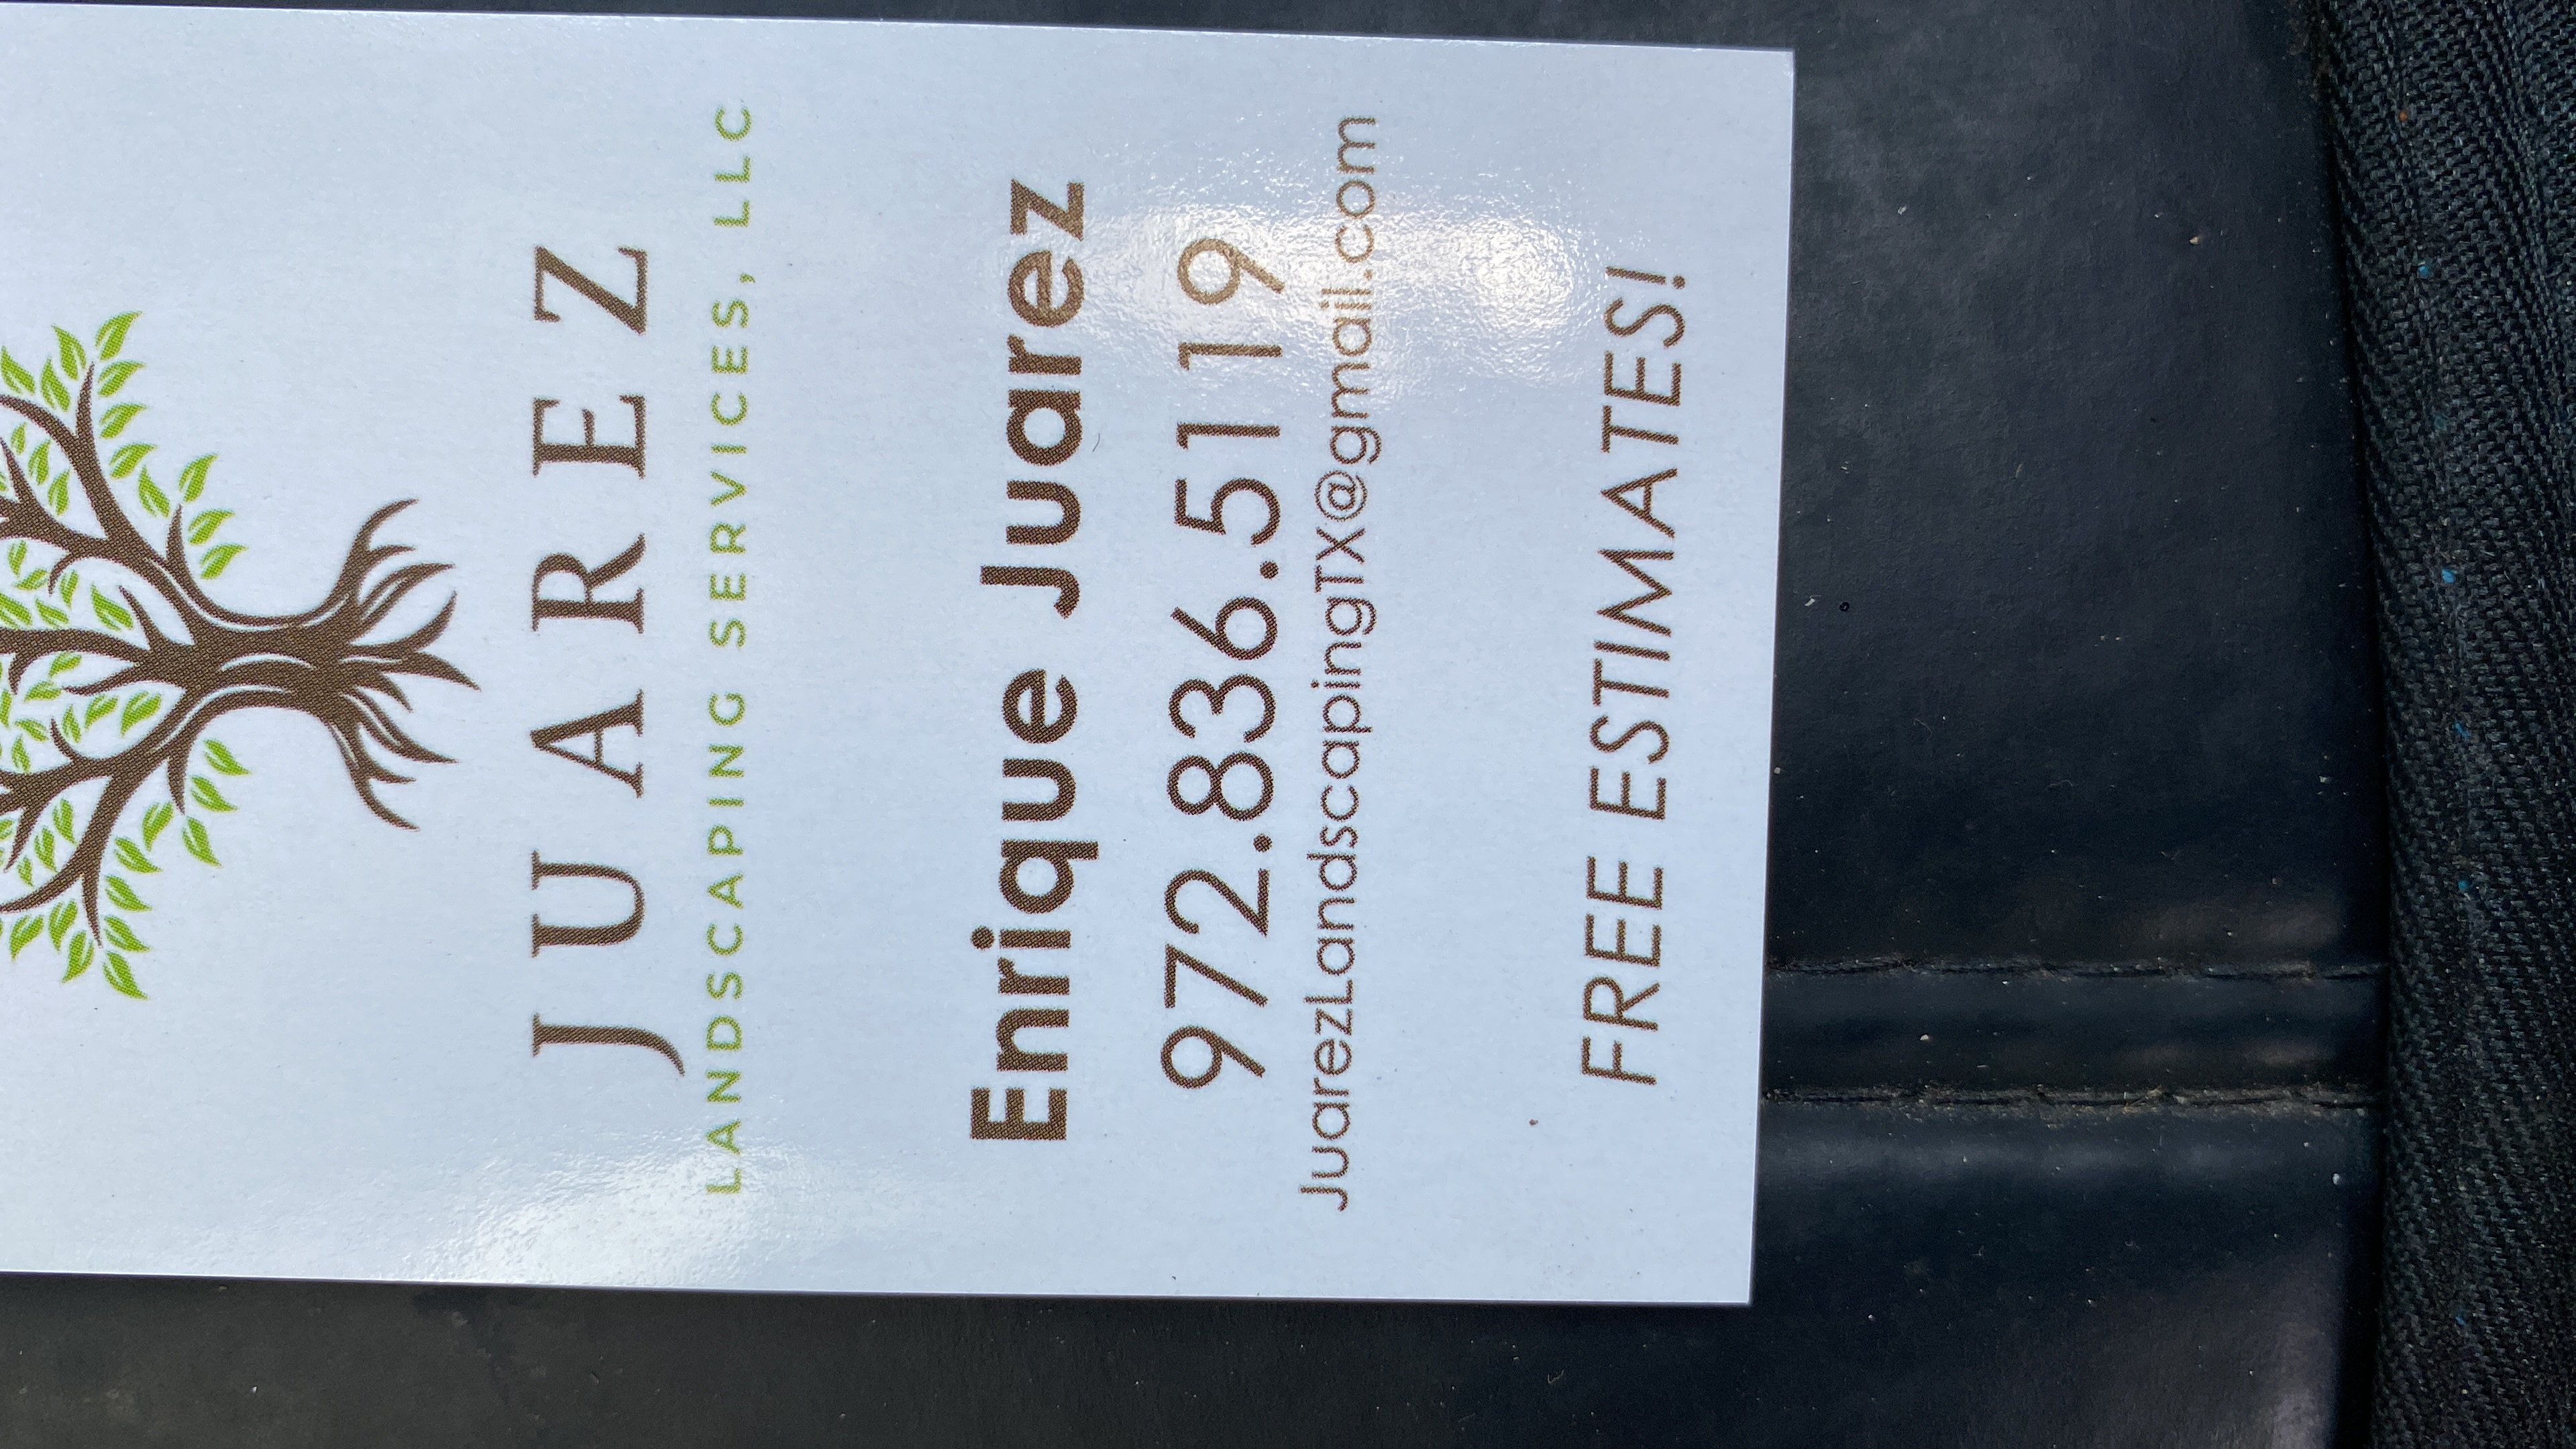 JUAREZ
LANDSCAPING SERVICES, LLC
Enrique Juarez
972.836.5119
JuarezLandscapingTX@gmail.com
FREE ESTIMATES!